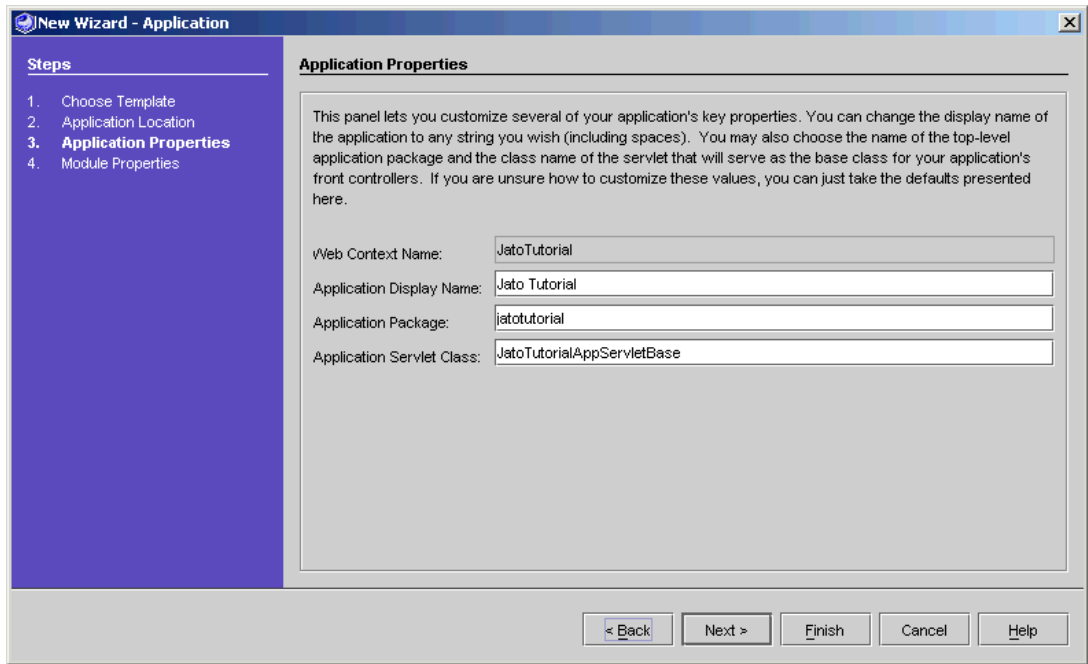 New Wizard - Application
Steps
1. Choose Template
2. Application Location
3. Application Properties
4. Module Properties
Application Properties
This panel lets you customize several of your application's key properties. You can change the display name of
the application to any string you wish (including spaces). You may also choose the name of the top-level
application package and the class name of the servlet that will serve as the base class for your application's
front controllers. If you are unsure how to customize these values, you can just take the defaults presented
here.
Web Context Name: JatoTutorial
Application Display Name: Jato Tutorial
Application Package: jatotutorial
Application Servlet Class: JatoTutorialAppServletBase
< Back Next > Finish Cancel Help